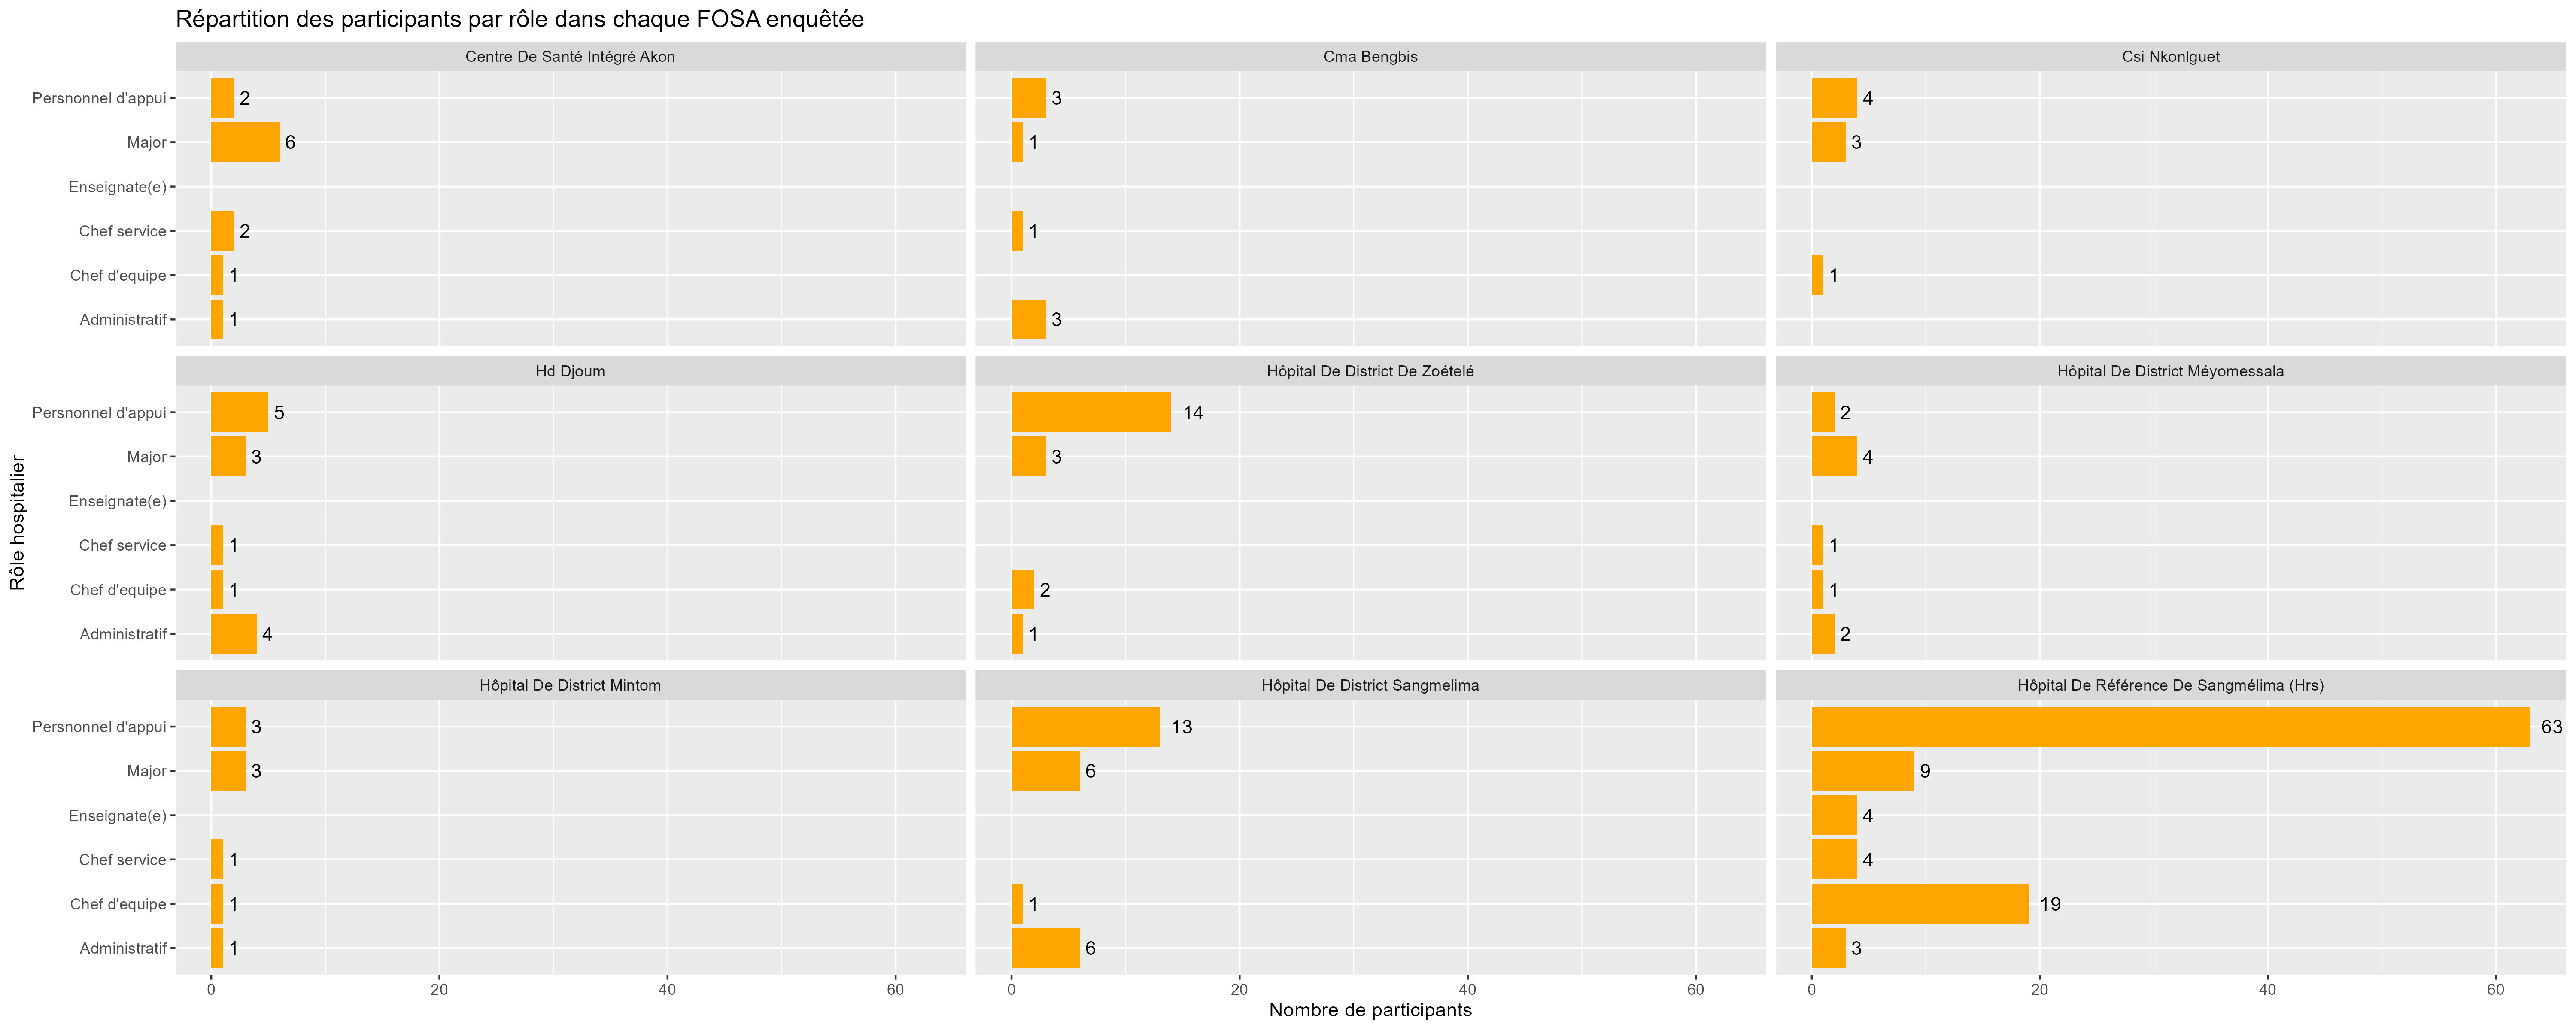 Répartition des participants par rôle dans chaque FOSA enquêtée
Centre De Santé Intégré Akon
Cma Bengbis
Csi Nkonlguet
Persnonnel d'appui
2
3
4
Major
6
1
3
Enseignate(e)
Chef service
2
1
Chef d'equipe
1
1
Administratif
1
3
Hd Djoum
Hôpital De District De Zoételé
Hôpital De District Méyomessala
Persnonnel d'appui
5
14
2
Major
3
3
4
Enseignate(e)
Chef service
1
1
Chef d'equipe
1
2
1
Administratif
4
1
2
Rôle hospitalier
Hôpital De District Mintom
Hôpital De District Sangmelima
Hôpital De Référence De Sangmélima (Hrs)
Persnonnel d'appui
3
13
63
Major
3
6
9
Enseignate(e)
4
Chef service
1
4
Chef d'equipe
1
1
19
Administratif
1
6
3
0 20 40 60
0 20 40 60
0 20 40 60
Nombre de participants